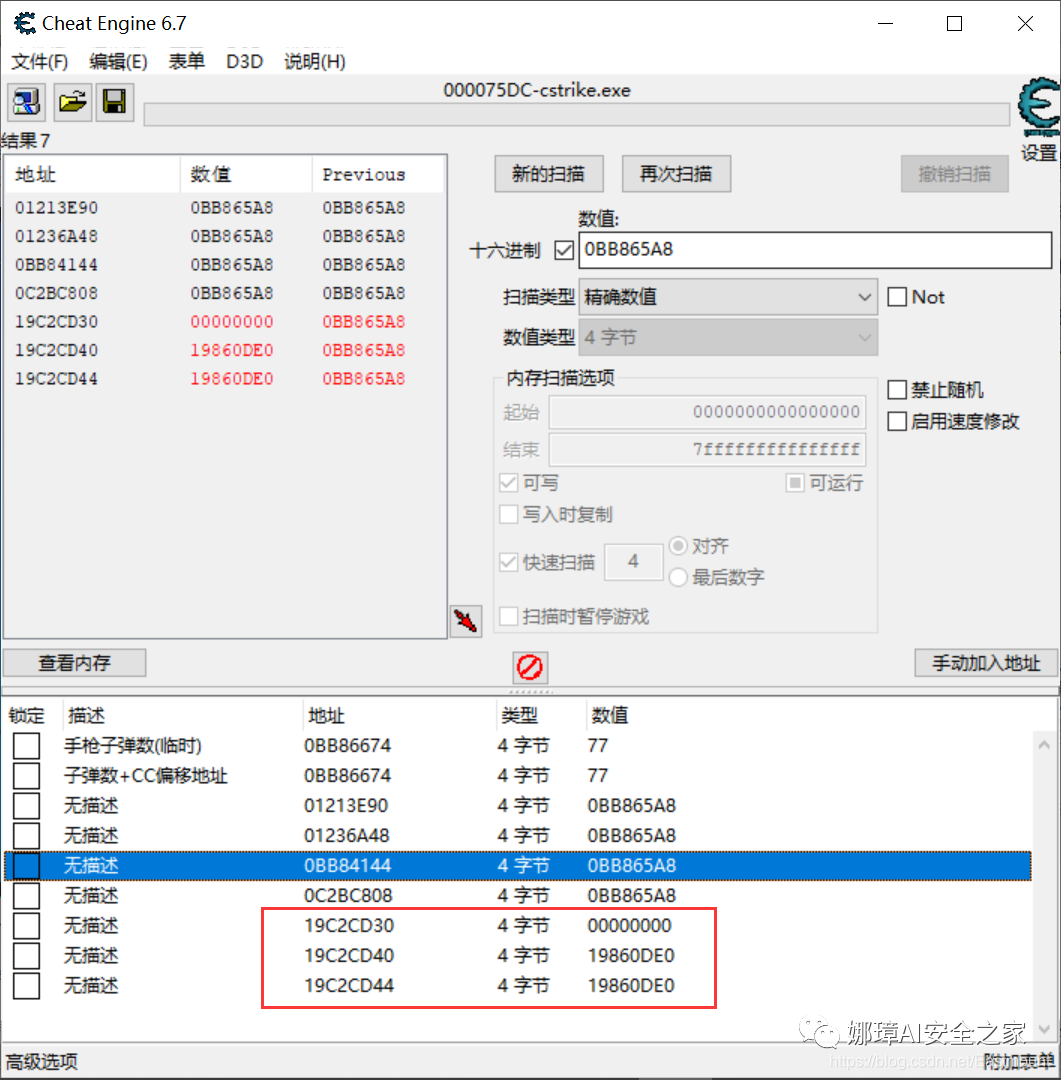 Cheat Engine 6.7
文件(F) 编辑(E) 表单 D3D 说明(H)
000075DC-cstrike.exe
设置
结果 7
地址 数值 Previous
01213E90 0BB865A8 0BB865A8
01236A48 0BB865A8 0BB865A8
0BB84144 0BB865A8 0BB865A8
0C2BC808 0BB865A8 0BB865A8
19C2CD30 00000000 0BB865A8
19C2CD40 19860DE0 0BB865A8
19C2CD44 19860DE0 0BB865A8
新的扫描 再次扫描 撤销扫描
数值:
十六进制 0BB865A8
扫描类型 精确数值 Not
数值类型 4 字节
内存扫描选项
起始 0000000000000000
结束 7fffffffffffffff
可写 可运行
写入时复制
快速扫描 4 对齐
最后数字
扫描时暂停游戏
禁止随机
启用速度修改
查看内存 手动加入地址
锁定 描述 地址 类型 数值
手枪子弹数(临时) 0BB86674 4 字节 77
子弹数+CC偏移地址 0BB86674 4 字节 77
无描述 01213E90 4 字节 0BB865A8
无描述 01236A48 4 字节 0BB865A8
无描述 0BB84144 4 字节 0BB865A8
无描述 0C2BC808 4 字节 0BB865A8
无描述 19C2CD30 4 字节 00000000
无描述 19C2CD40 4 字节 19860DE0
无描述 19C2CD44 4 字节 19860DE0
娜璋AI安全之家
高级选项 附加表单